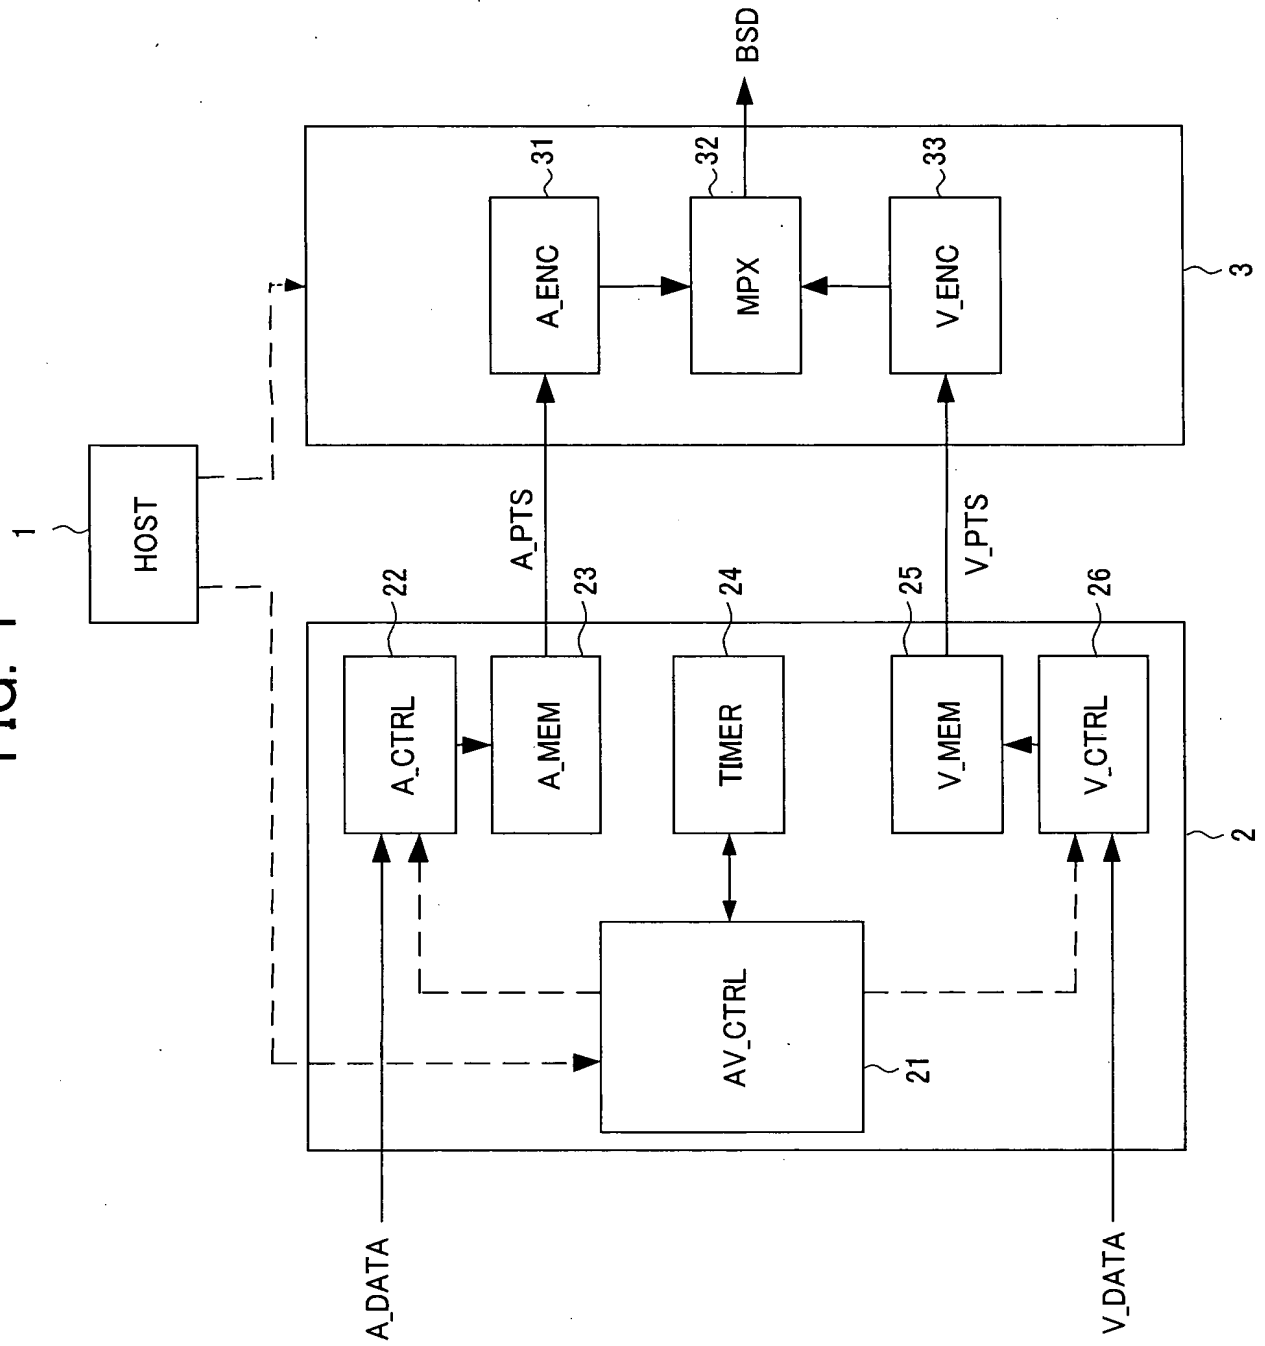 FIG. 1
1
HOST
A_DATA
22
A_CTRL
23
A_MEM
A_PTS
31
A_ENC
21
AV_CTRL
24
TIMER
32
MPX
BSD
25
V_MEM
V_PTS
33
V_ENC
26
V_CTRL
V_DATA
2
3